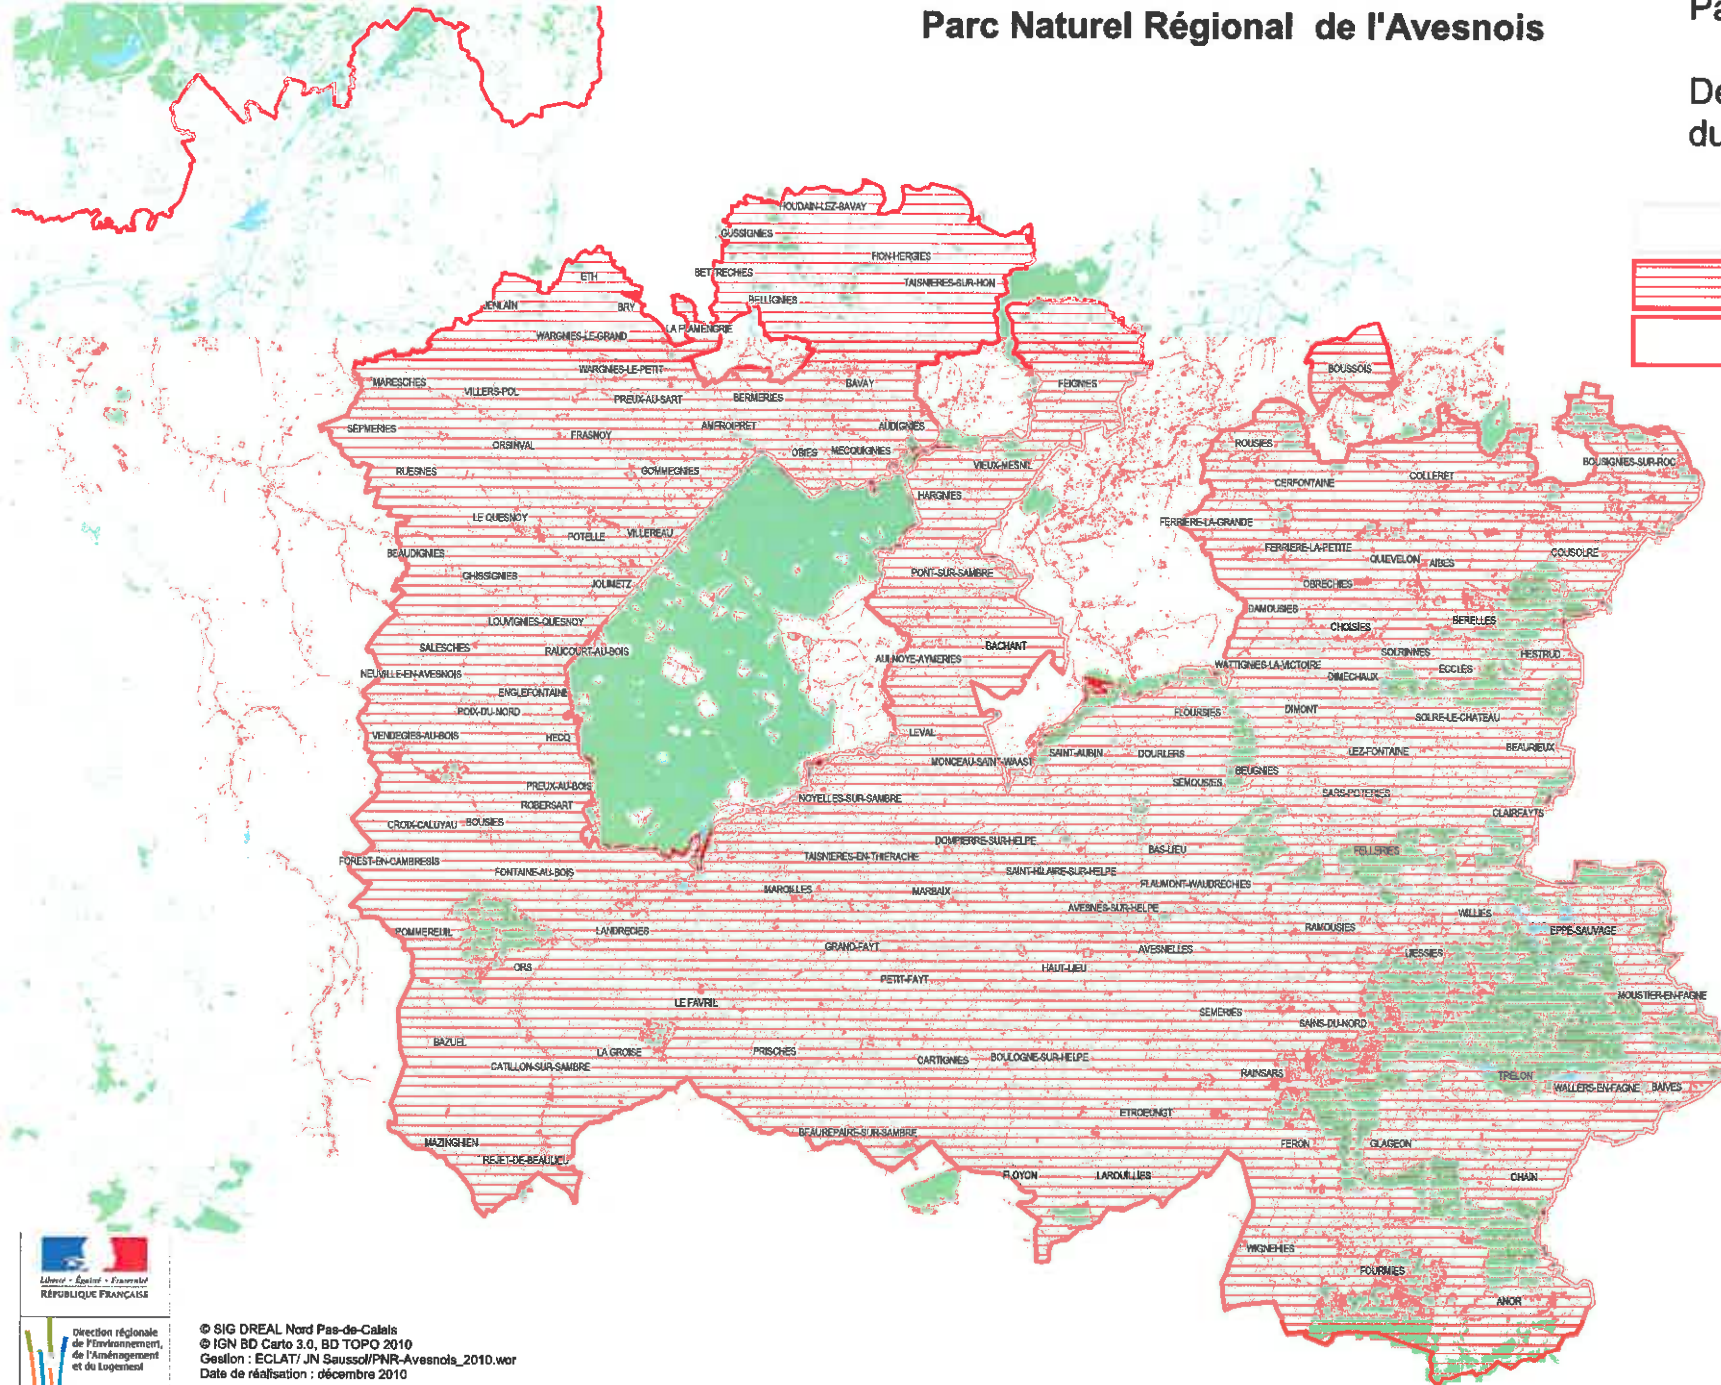 Parc Naturel Régional de l'Avesnois
Pa
De
du
HOUDAIN-LEZ-BAVAY
GUSSIGNIES
HON-HERGIES
BETTRECHIES
TAISNIERES-SUR-HON
BELLIGNIES
ETH
JENLAIN
BRY
LA FLAMENGRIE
WARGNIES-LE-GRAND
WARGNIES-LE-PETIT
BOUSSOIS
MARESCHES
VILLERS-POL
PREUX-AU-SART
BERMERIES
BAVAY
FEIGNIES
SEPMERIES
ORSINVAL
FRASNOY
AMFROIPRET
AUDIGNIES
OBIES
MECQUIGNIES
ROUSIES
RUESNES
GOMMEGNIES
VIEUX-MESNIL
CERFONTAINE
COLLERET
BOUSIGNIES-SUR-ROC
HARGNIES
LE QUESNOY
POTELLE
VILLEREAU
FERRIERE-LA-GRANDE
BEAUDIGNIES
FERRIERE-LA-PETITE
QUIEVELON
AIBES
COUSOLRE
GHISSIGNIES
JOLIMETZ
PONT-SUR-SAMBRE
OBRECHIES
DAMOUSIES
LOUVIGNIES-QUESNOY
CHOISIES
BERELLES
SALESCHES
RAUCOURT-AU-BOIS
AULNOYE-AYMERIES
BACHANT
SOLRINNES
HESTRUD
NEUVILLE-EN-AVESNOIS
WATTIGNIES-LA-VICTOIRE
DIMECHAUX
ECCLES
ENGLEFONTAINE
POIX-DU-NORD
FLOURSIES
DIMONT
SOLRE-LE-CHATEAU
VENDEGIES-AU-BOIS
HECQ
LEVAL
SAINT-AUBIN
DOURLERS
LEZ-FONTAINE
BEAURIEUX
MONCEAU-SAINT-WAAST
BEUGNIES
PREUX-AU-BOIS
SEMOUSIES
SARS-POTERIES
ROBERSART
NOYELLES-SUR-SAMBRE
CLAIRFAYTS
CROIX-CALUYAU
BOUSIES
DOMPIERRE-SUR-HELPE
BAS-LIEU
FELLERIES
FOREST-EN-CAMBRESIS
TAISNIERES-EN-THIERACHE
FONTAINE-AU-BOIS
SAINT-HILAIRE-SUR-HELPE
FLAUMONT-WAUDRECHIES
MAROILLES
MARBAIX
AVESNES-SUR-HELPE
WILLIES
POMMEREUIL
LANDRECIES
RAMOUSIES
EPPE-SAUVAGE
GRAND-FAYT
AVESNELLES
LIESSIES
ORS
HAUT-LIEU
PETIT-FAYT
MOUSTIER-EN-FAGNE
LE FAVRIL
SEMERIES
SAINS-DU-NORD
BAZUEL
LA GROISE
PRISCHES
CARTIGNIES
BOULOGNE-SUR-HELPE
CATILLON-SUR-SAMBRE
RAINSARS
TRELON
WALLERS-EN-FAGNE
BAIVES
ETROEUNGT
BEAUREPAIRE-SUR-SAMBRE
MAZINGHIEN
FERON
GLAGEON
REJET-DE-BEAULIEU
FLOYON
LAROUILLIES
OHAIN
WIGNEHIES
FOURMIES
ANOR
Liberté • Égalité • Fraternité
RÉPUBLIQUE FRANÇAISE
Direction régionale
de l'Environnement,
de l'Aménagement
et du Logement
© SIG DREAL Nord Pas-de-Calais
© IGN BD Carto 3.0, BD TOPO 2010
Gestion : ECLAT/ JN Saussol/PNR-Avesnois_2010.wor
Date de réalisation : décembre 2010